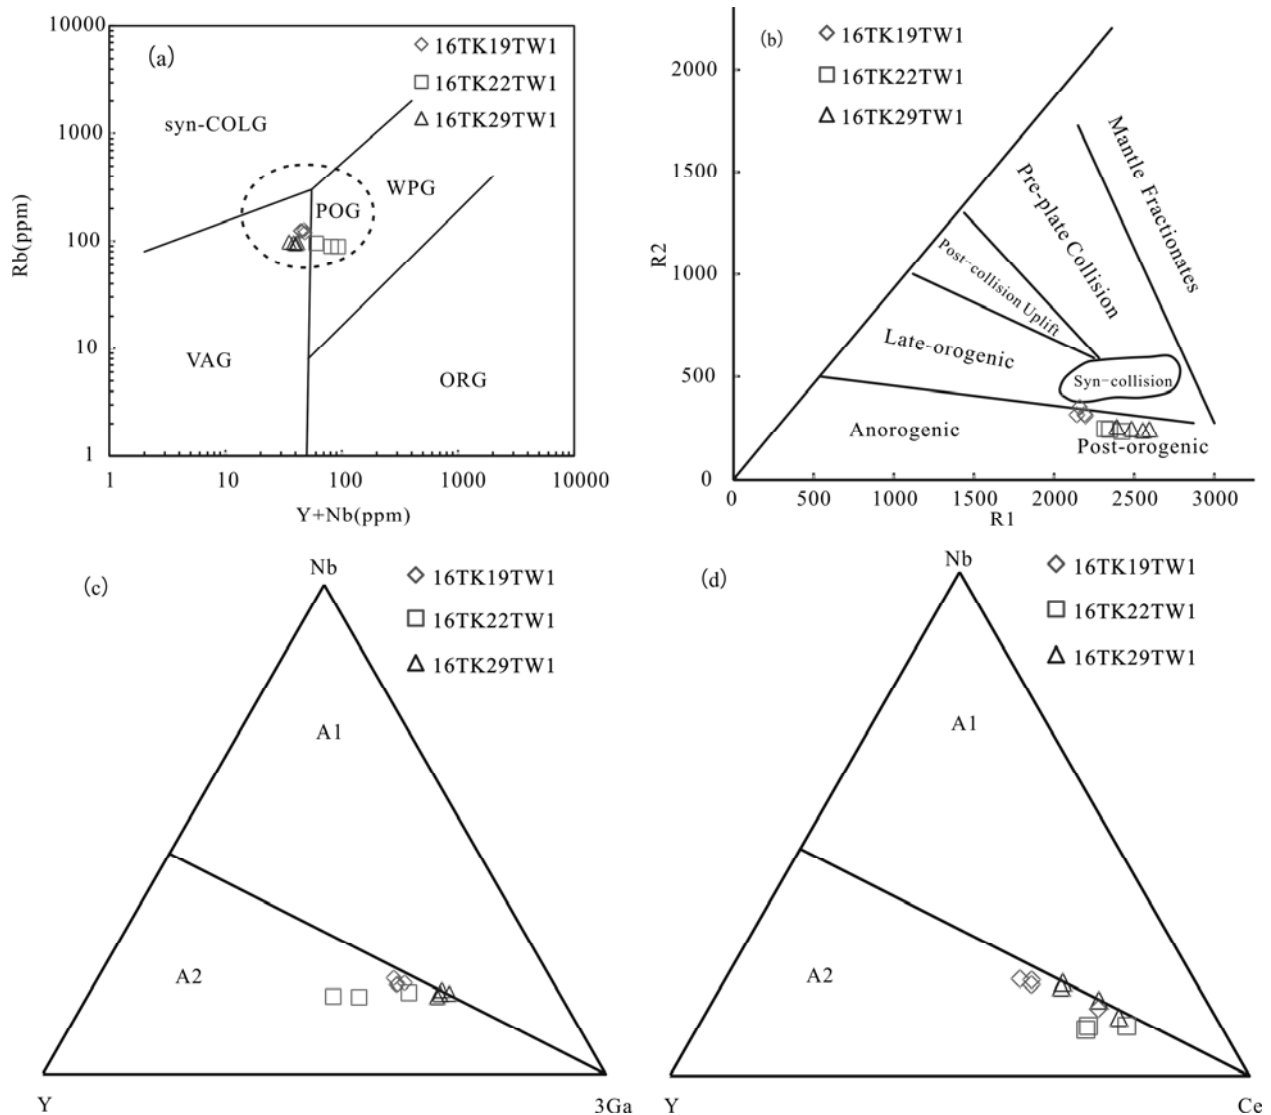 (a)
16TK19TW1
16TK22TW1
16TK29TW1
syn-COLG
WPG
POG
VAG
ORG
10000
1000
100
10
1
Rb(ppm)
1
10
100
1000
10000
Y+Nb(ppm)
(b)
16TK19TW1
16TK22TW1
16TK29TW1
Mantle Fractionates
Pre-plate Collision
Post-collision Uplift
Late-orogenic
Syn-collision
Anorogenic
Post-orogenic
2000
1500
1000
500
0
R2
0
500
1000
1500
2000
2500
3000
R1
(c)
Nb
16TK19TW1
16TK22TW1
16TK29TW1
A1
A2
Y
3Ga
(d)
Nb
16TK19TW1
16TK22TW1
16TK29TW1
A1
A2
Y
Ce